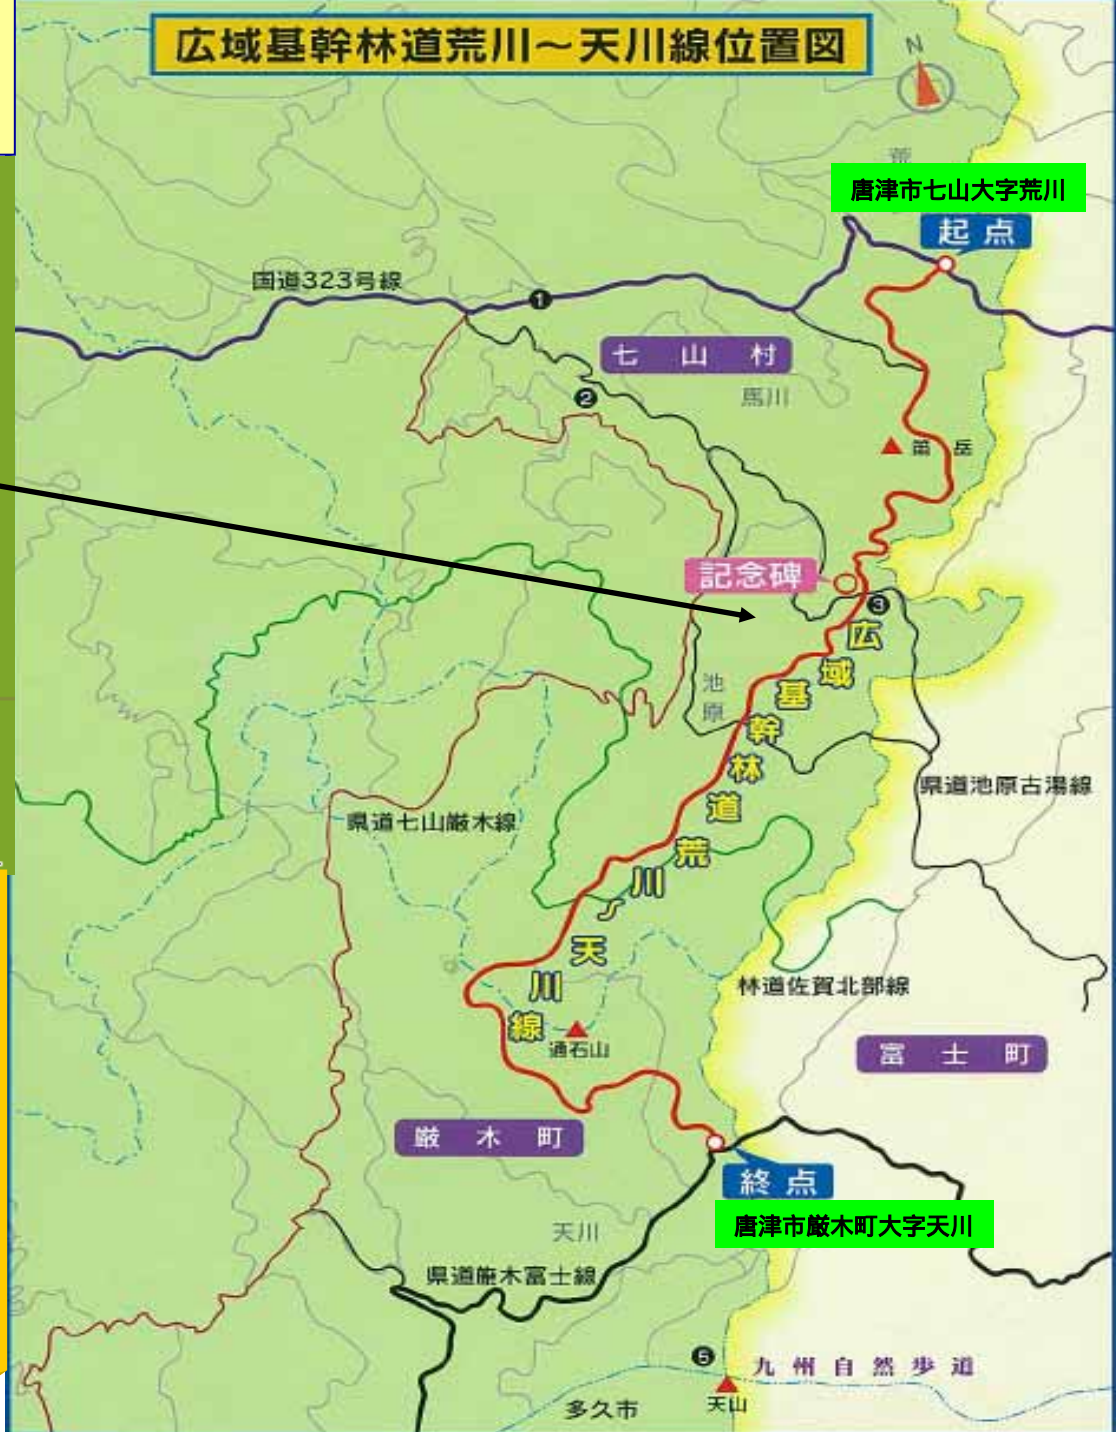 広域基幹林道荒川～天川線位置図
N
荒
唐津市七山大字荒川
起点
国道323号線
1
七山村
2
馬川
笛岳
記念碑
3
広域基幹林道荒川～天川線
池原
県道池原古湯線
県道七山厳木線
林道佐賀北部線
通石山
富士町
厳木町
終点
唐津市厳木町大字天川
天川
県道厳木富士線
5
九州自然歩道
天山
多久市